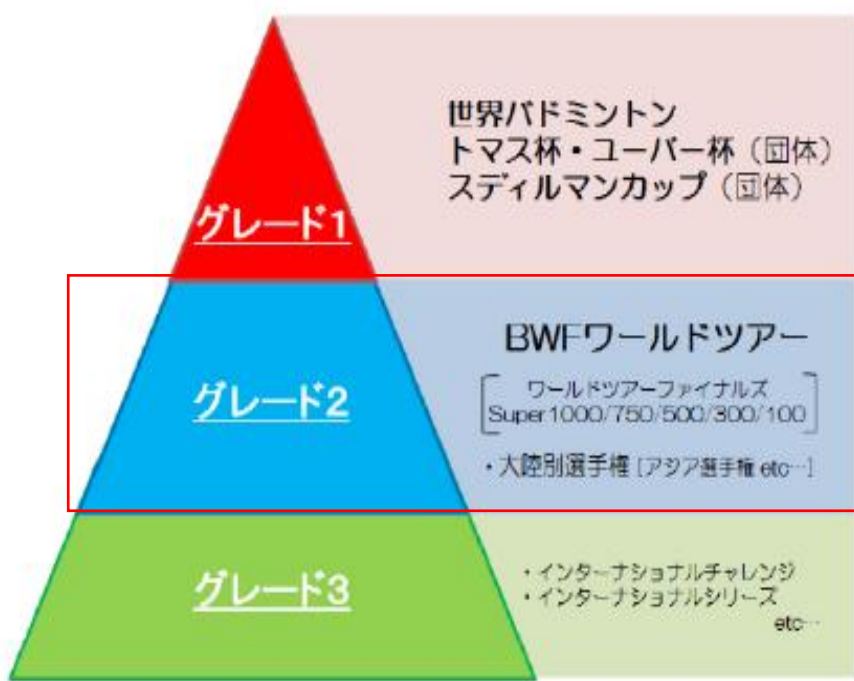 世界バドミントン
トマス杯・ユーバー杯（団体）
スディルマンカップ（団体）
グレード1
BWFワールドツアー
ワールドツアーファイナルズ
Super1000/750/500/300/100
・大陸別選手権［アジア選手権 etc…］
グレード2
・インターナショナルチャレンジ
・インターナショナルシリーズ
etc…
グレード3